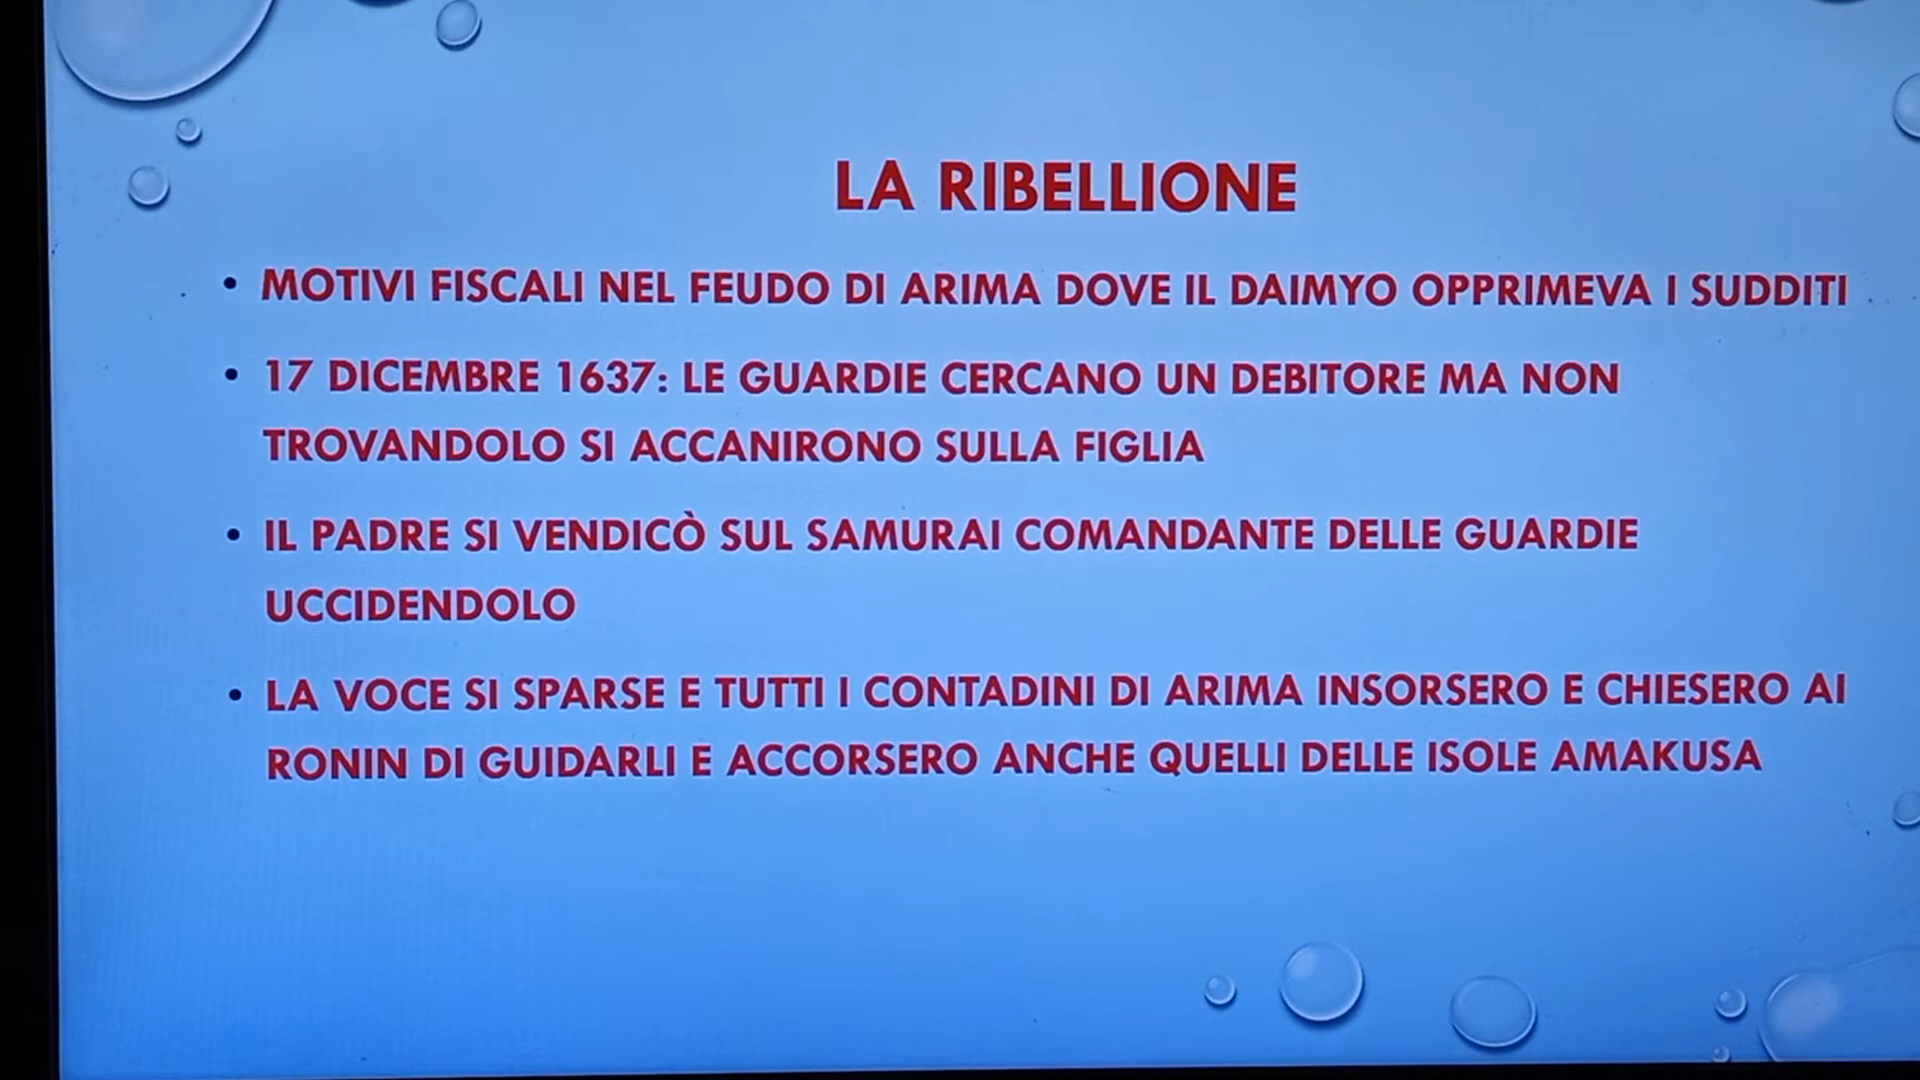 LA RIBELLIONE
• MOTIVI FISCALI NEL FEUDO DI ARIMA DOVE IL DAIMYO OPPRIMEVA I SUDDITI
• 17 DICEMBRE 1637: LE GUARDIE CERCANO UN DEBITORE MA NON
TROVANDOLO SI ACCANIRONO SULLA FIGLIA
• IL PADRE SI VENDICÒ SUL SAMURAI COMANDANTE DELLE GUARDIE
UCCIDENDOLO
• LA VOCE SI SPARSE E TUTTI I CONTADINI DI ARIMA INSORSERO E CHIESERO AI
RONIN DI GUIDARLI E ACCORSERO ANCHE QUELLI DELLE ISOLE AMAKUSA